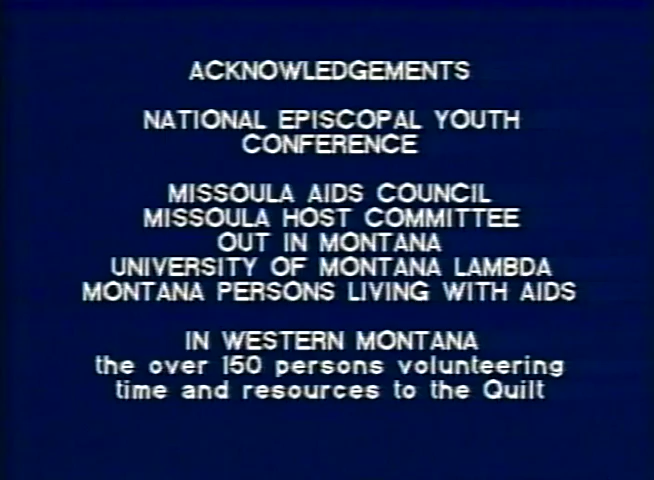 ACKNOWLEDGEMENTS
NATIONAL EPISCOPAL YOUTH
CONFERENCE
MISSOULA AIDS COUNCIL
MISSOULA HOST COMMITTEE
OUT IN MONTANA
UNIVERSITY OF MONTANA LAMBDA
MONTANA PERSONS LIVING WITH AIDS
IN WESTERN MONTANA
the over 150 persons volunteering
time and resources to the Quilt